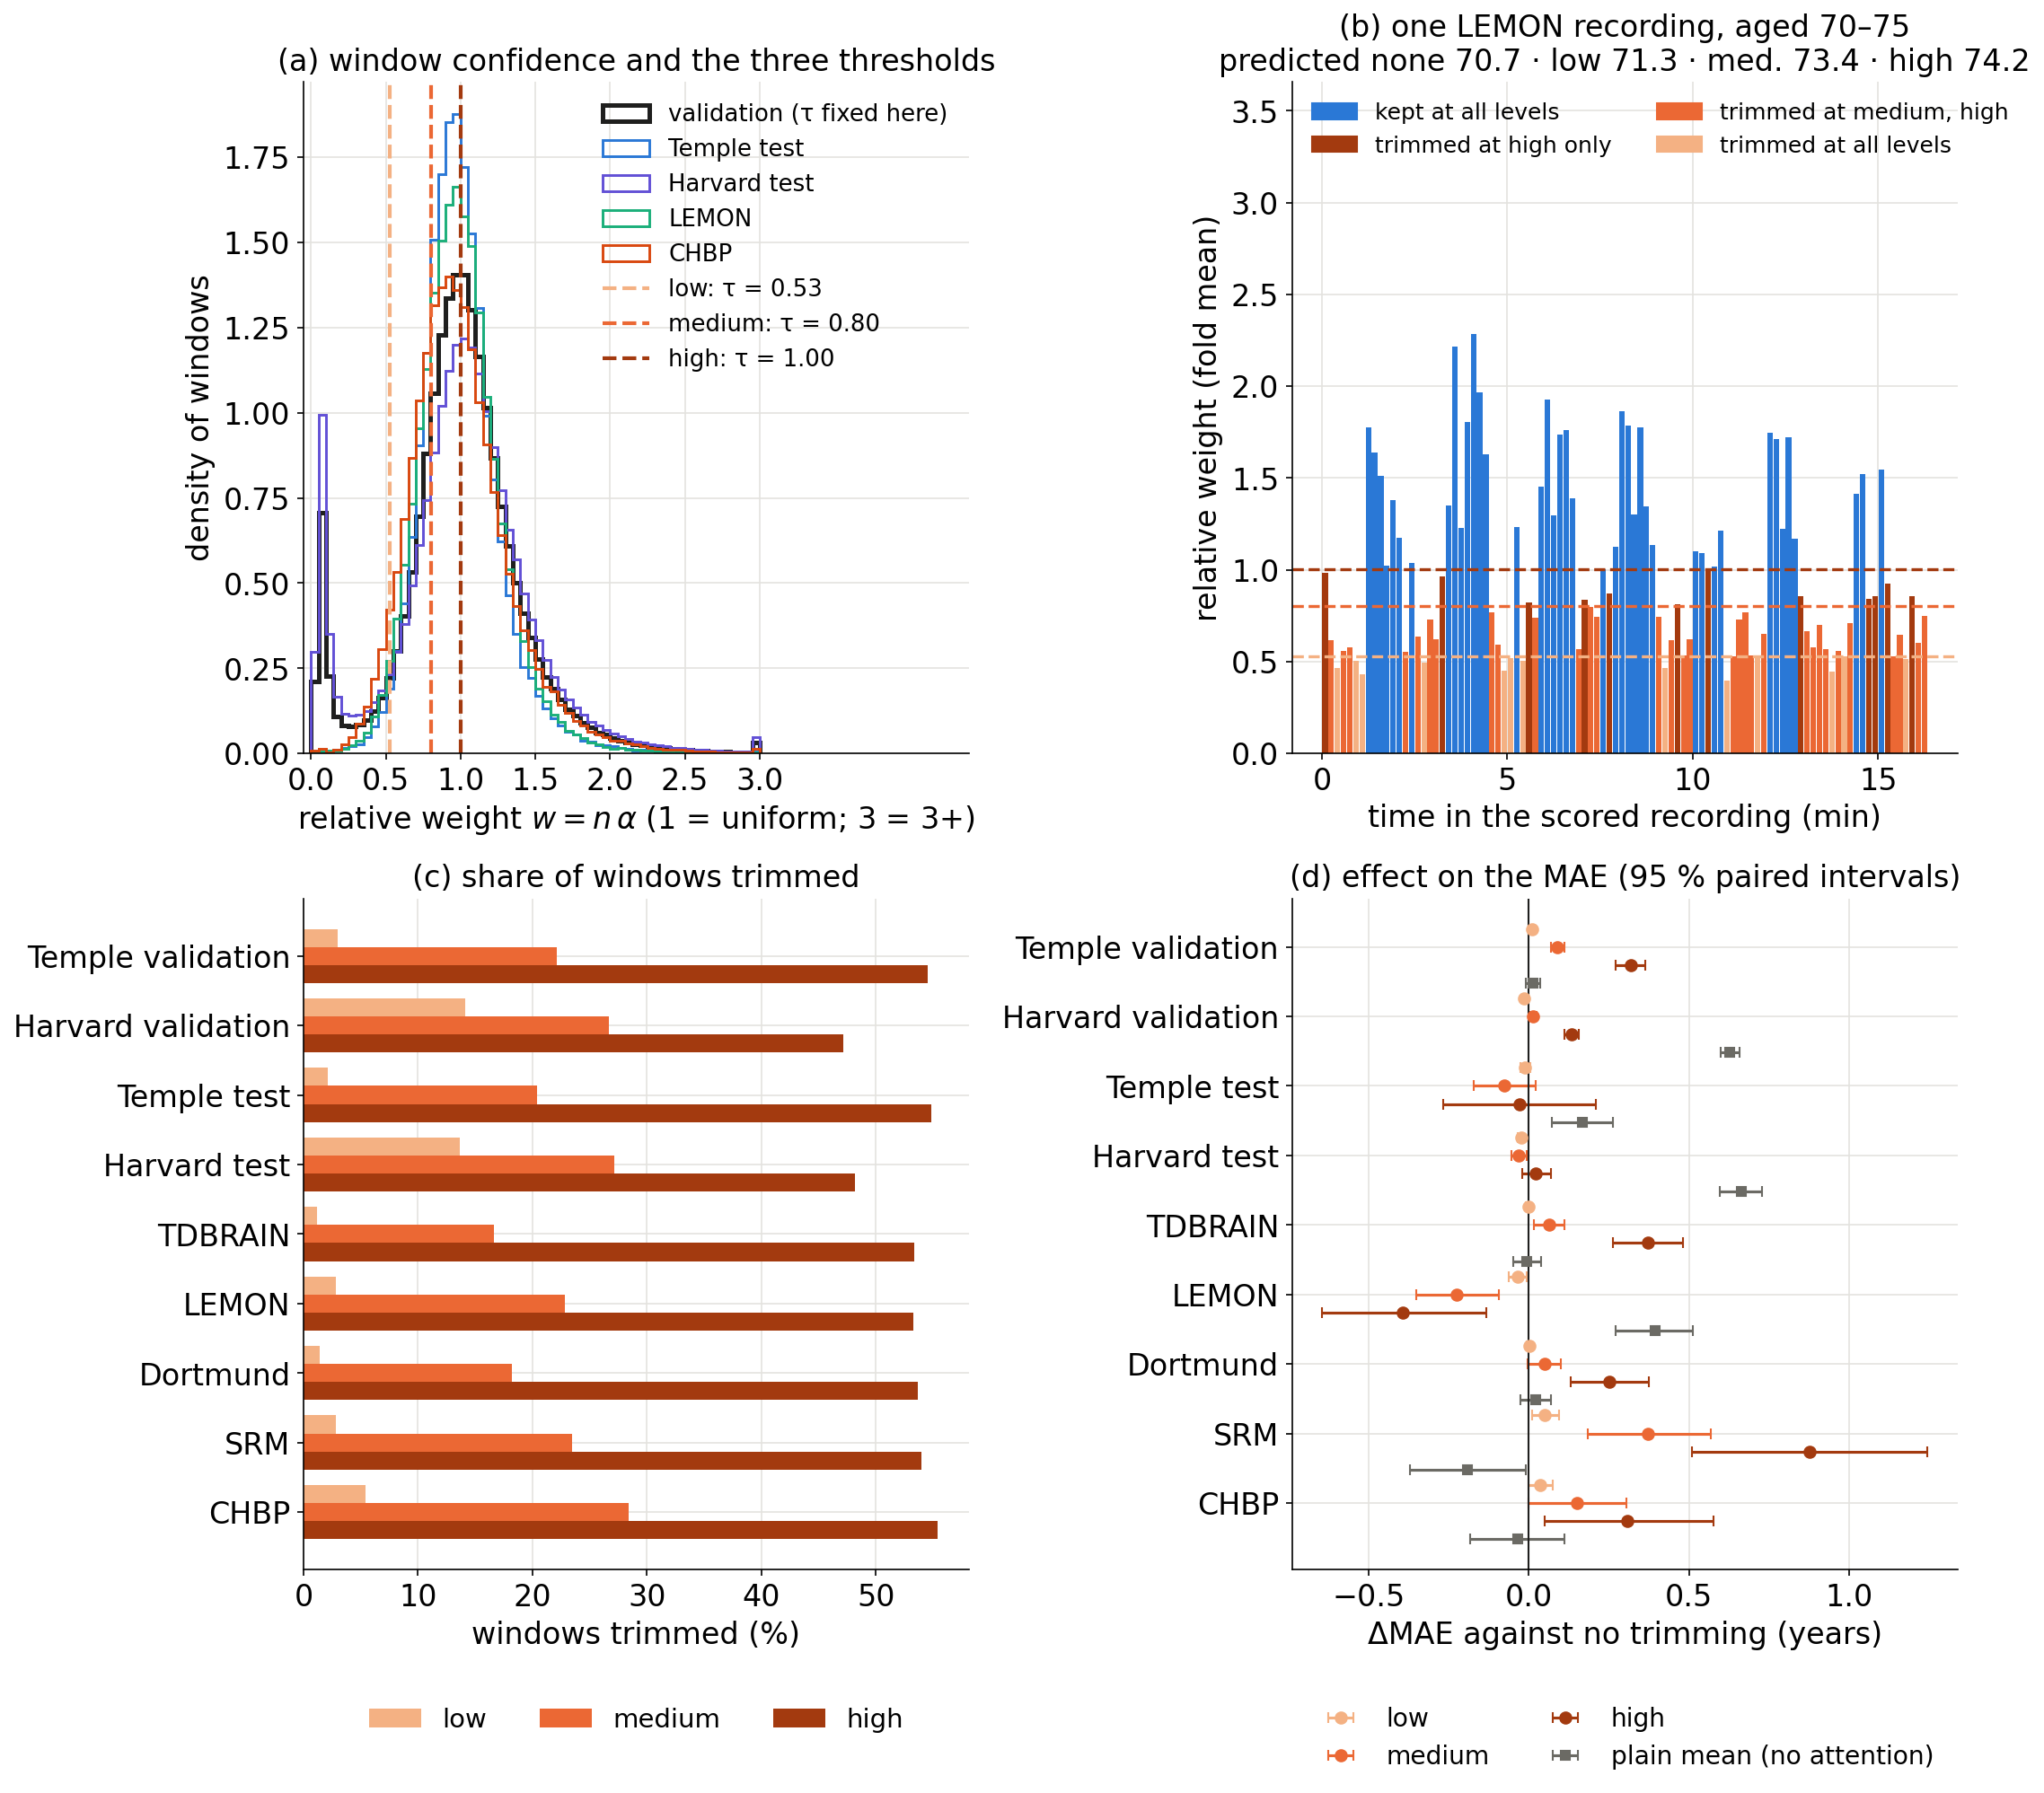 (a) window confidence and the three thresholds
validation (τ fixed here)
Temple test
Harvard test
LEMON
CHBP
low: τ = 0.53
medium: τ = 0.80
high: τ = 1.00
density of windows
1.75
1.50
1.25
1.00
0.75
0.50
0.25
0.00
0.0 0.5 1.0 1.5 2.0 2.5 3.0
relative weight w = n α (1 = uniform; 3 = 3+)
(b) one LEMON recording, aged 70–75
predicted none 70.7 · low 71.3 · med. 73.4 · high 74.2
kept at all levels
trimmed at high only
trimmed at medium, high
trimmed at all levels
relative weight (fold mean)
3.5
3.0
2.5
2.0
1.5
1.0
0.5
0.0
0 5 10 15
time in the scored recording (min)
(c) share of windows trimmed
Temple validation
Harvard validation
Temple test
Harvard test
TDBRAIN
LEMON
Dortmund
SRM
CHBP
0 10 20 30 40 50
windows trimmed (%)
low medium high
(d) effect on the MAE (95 % paired intervals)
Temple validation
Harvard validation
Temple test
Harvard test
TDBRAIN
LEMON
Dortmund
SRM
CHBP
−0.5 0.0 0.5 1.0
ΔMAE against no trimming (years)
low
medium
high
plain mean (no attention)